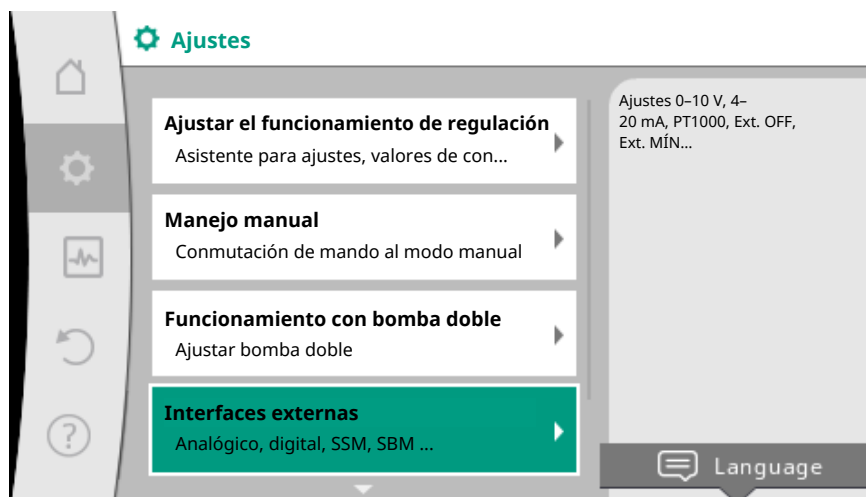 Ajustes
Ajustar el funcionamiento de regulación
Asistente para ajustes, valores de con...
Manejo manual
Conmutación de mando al modo manual
Funcionamiento con bomba doble
Ajustar bomba doble
Interfaces externas
Analógico, digital, SSM, SBM ...
Ajustes 0–10 V, 4–
20 mA, PT1000, Ext. OFF,
Ext. MÍN...
Language